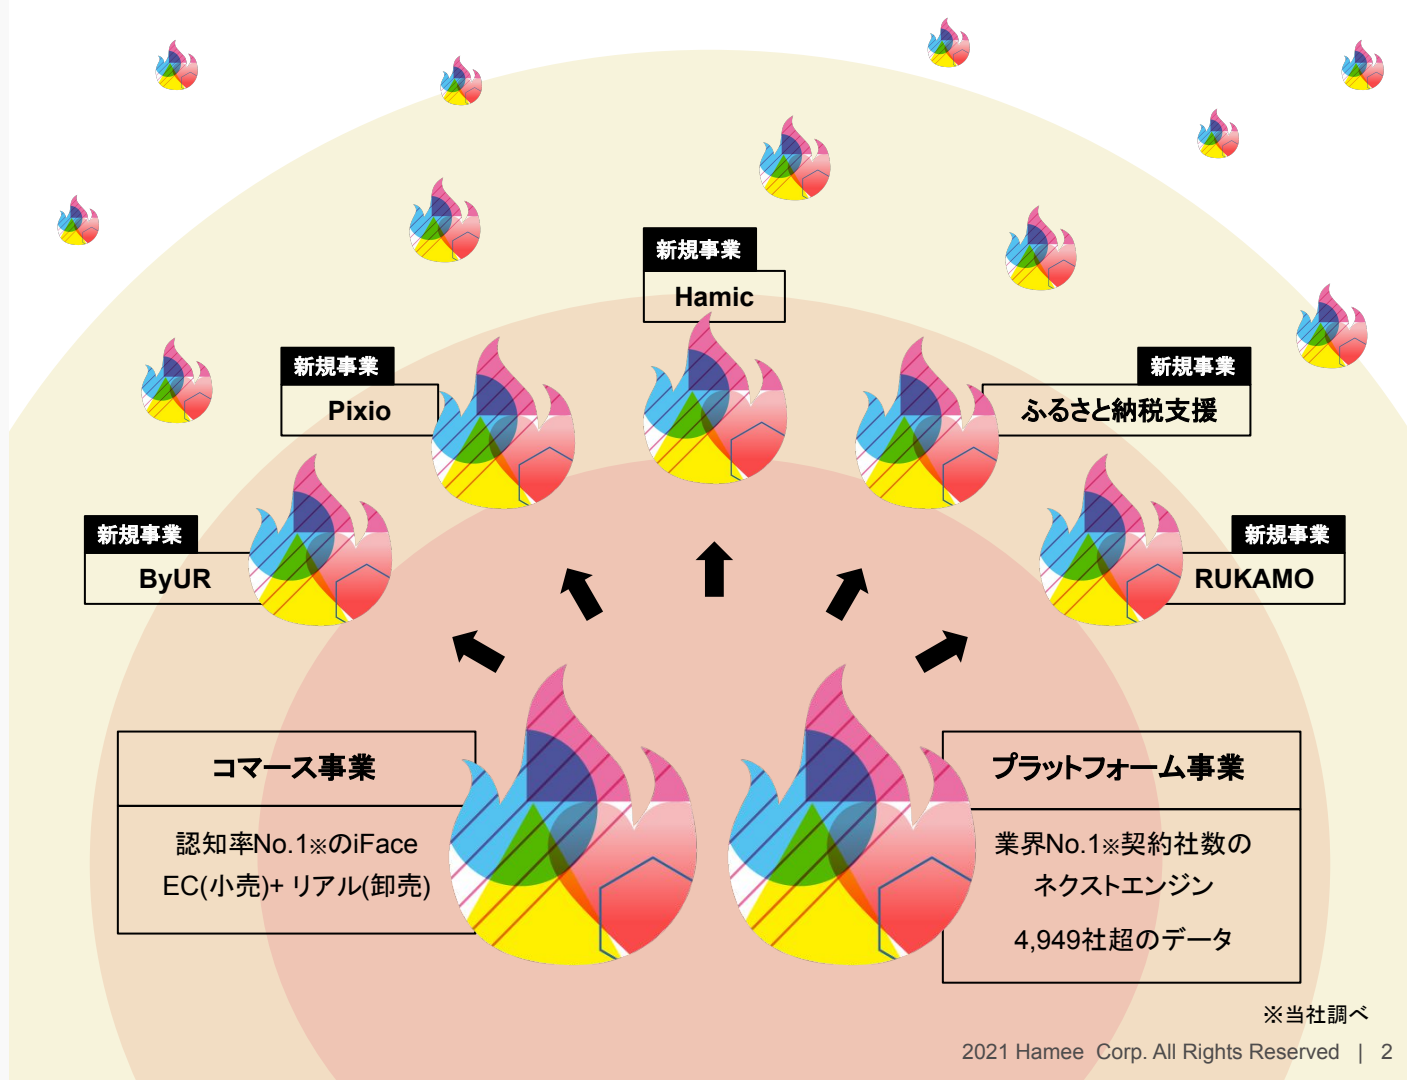 新規事業
Hamic
新規事業
Pixio
新規事業
ふるさと納税支援
新規事業
ByUR
新規事業
RUKAMO
コマース事業
認知率No.1※のiFace
EC(小売)+ リアル(卸売)
プラットフォーム事業
業界No.1※契約社数の
ネクストエンジン
4,949社超のデータ
※当社調べ
2021 Hamee Corp. All Rights Reserved | 2